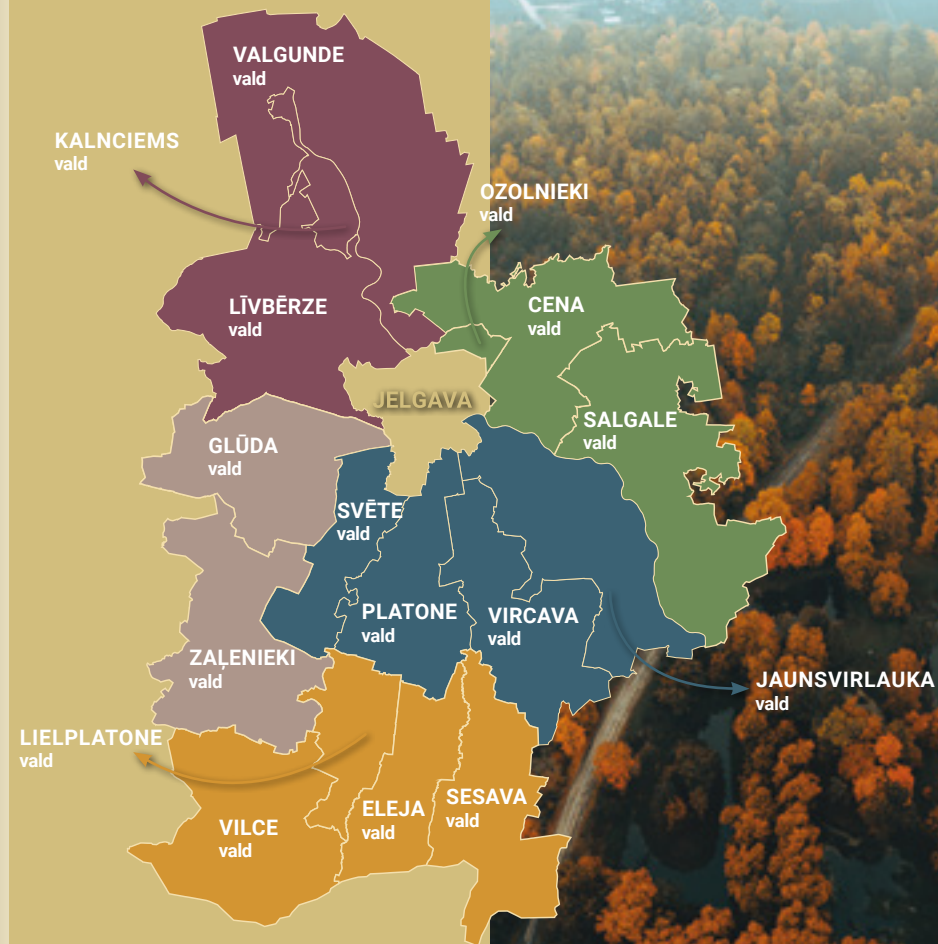 VALGUNDE
vald
KALNCIEMS
vald
OZOLNIEKI
vald
LĪVBĒRZE
vald
CENA
vald
JELGAVA
SALGALE
vald
GLŪDA
vald
SVĒTE
vald
PLATONE
vald
VIRCAVA
vald
ZAĻENIEKI
vald
JAUNSVIRLAUKA
vald
LIELPLATONE
vald
SESAVA
vald
ELEJA
vald
VILCE
vald